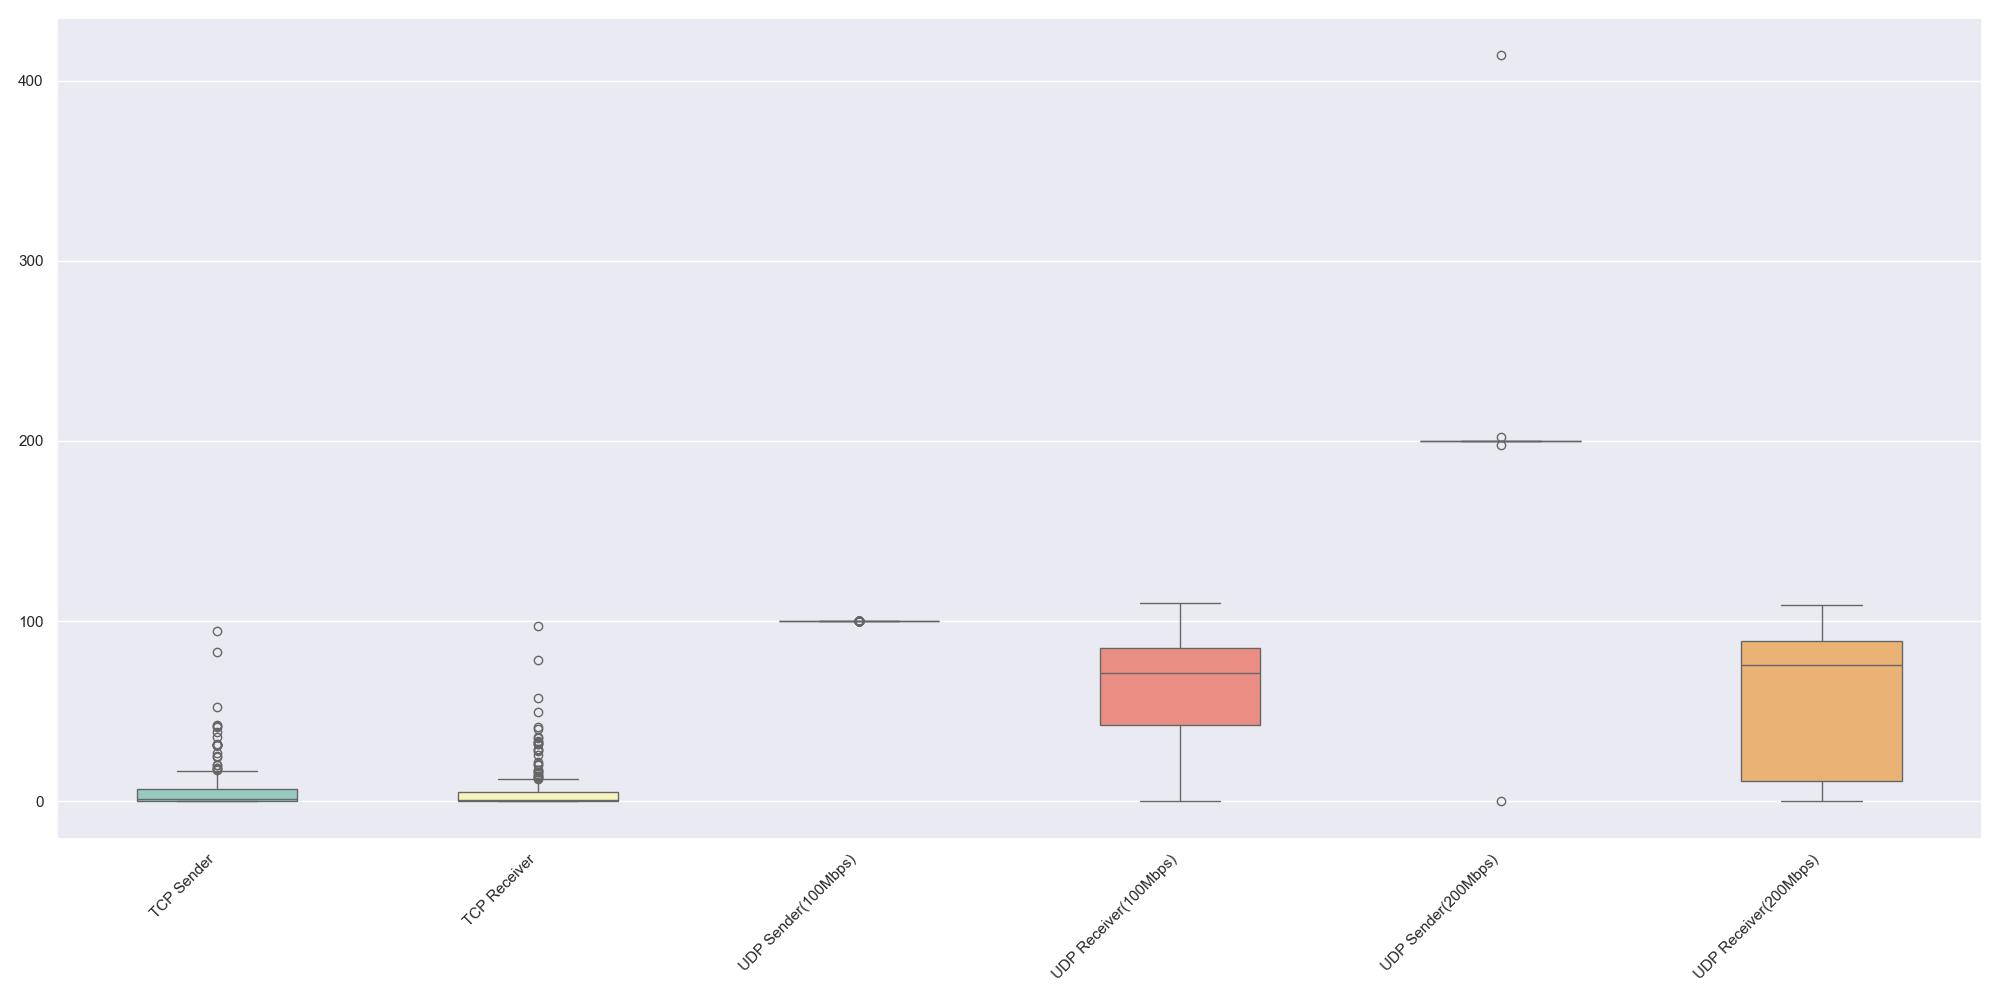 400
300
200
100
0
TCP Sender
TCP Receiver
UDP Sender(100Mbps)
UDP Receiver(100Mbps)
UDP Sender(200Mbps)
UDP Receiver(200Mbps)